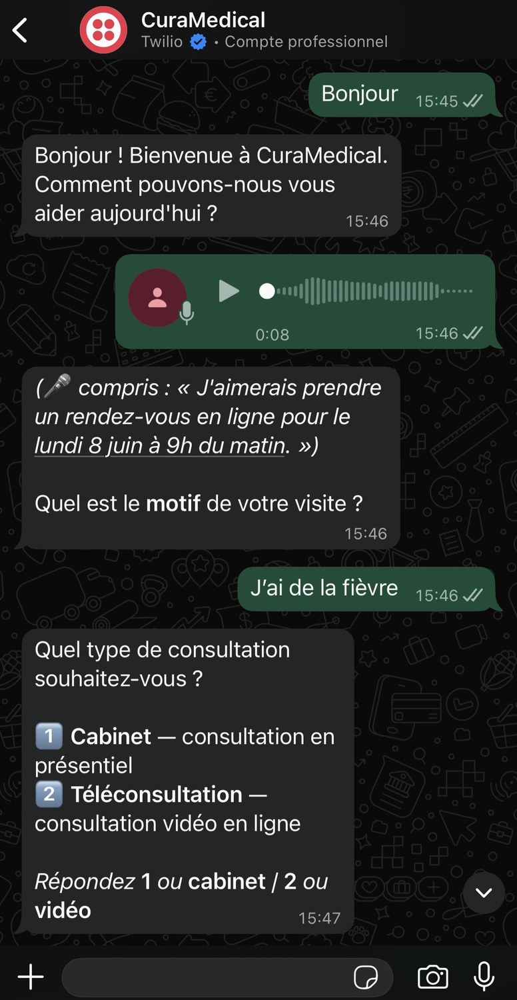 CuraMedical
Twilio • Compte professionnel
Bonjour 15:45
Bonjour ! Bienvenue à CuraMedical.
Comment pouvons-nous vous
aider aujourd'hui ?
15:46
0:08 15:46
(🎤 compris : « J'aimerais prendre
un rendez-vous en ligne pour le
lundi 8 juin à 9h du matin. »)
Quel est le motif de votre visite ?
15:46
J’ai de la fièvre 15:46
Quel type de consultation
souhaitez-vous ?
1️⃣ Cabinet — consultation en
présentiel
2️⃣ Téléconsultation —
consultation vidéo en ligne
Répondez 1 ou cabinet / 2 ou
vidéo
15:47